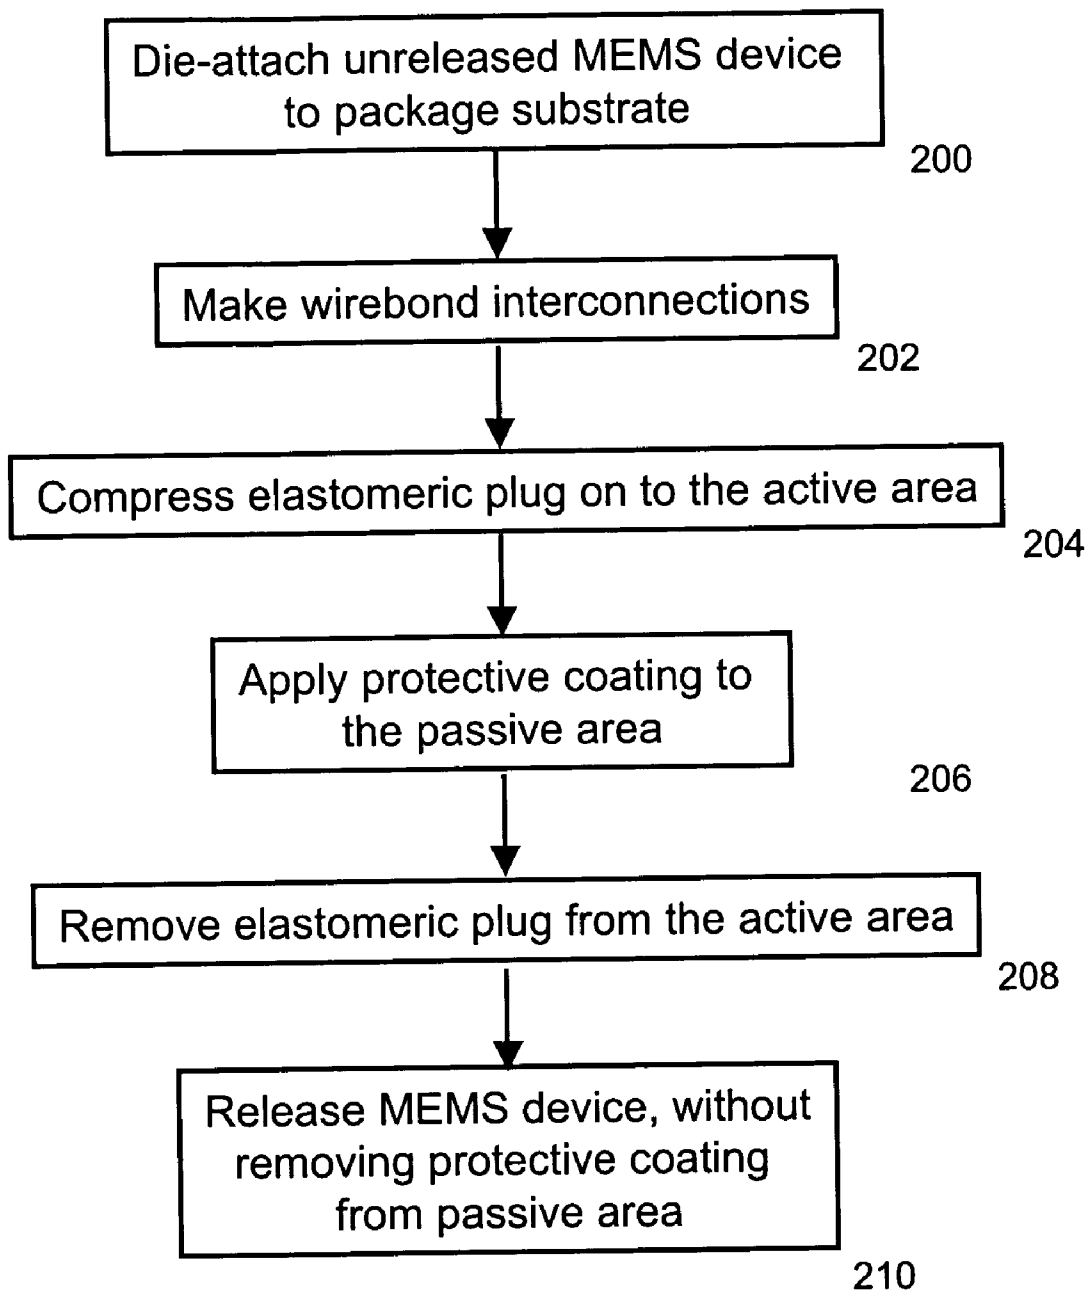 Die-attach unreleased MEMS device
to package substrate
200
Make wirebond interconnections
202
Compress elastomeric plug on to the active area
204
Apply protective coating to
the passive area
206
Remove elastomeric plug from the active area
208
Release MEMS device, without
removing protective coating
from passive area
210